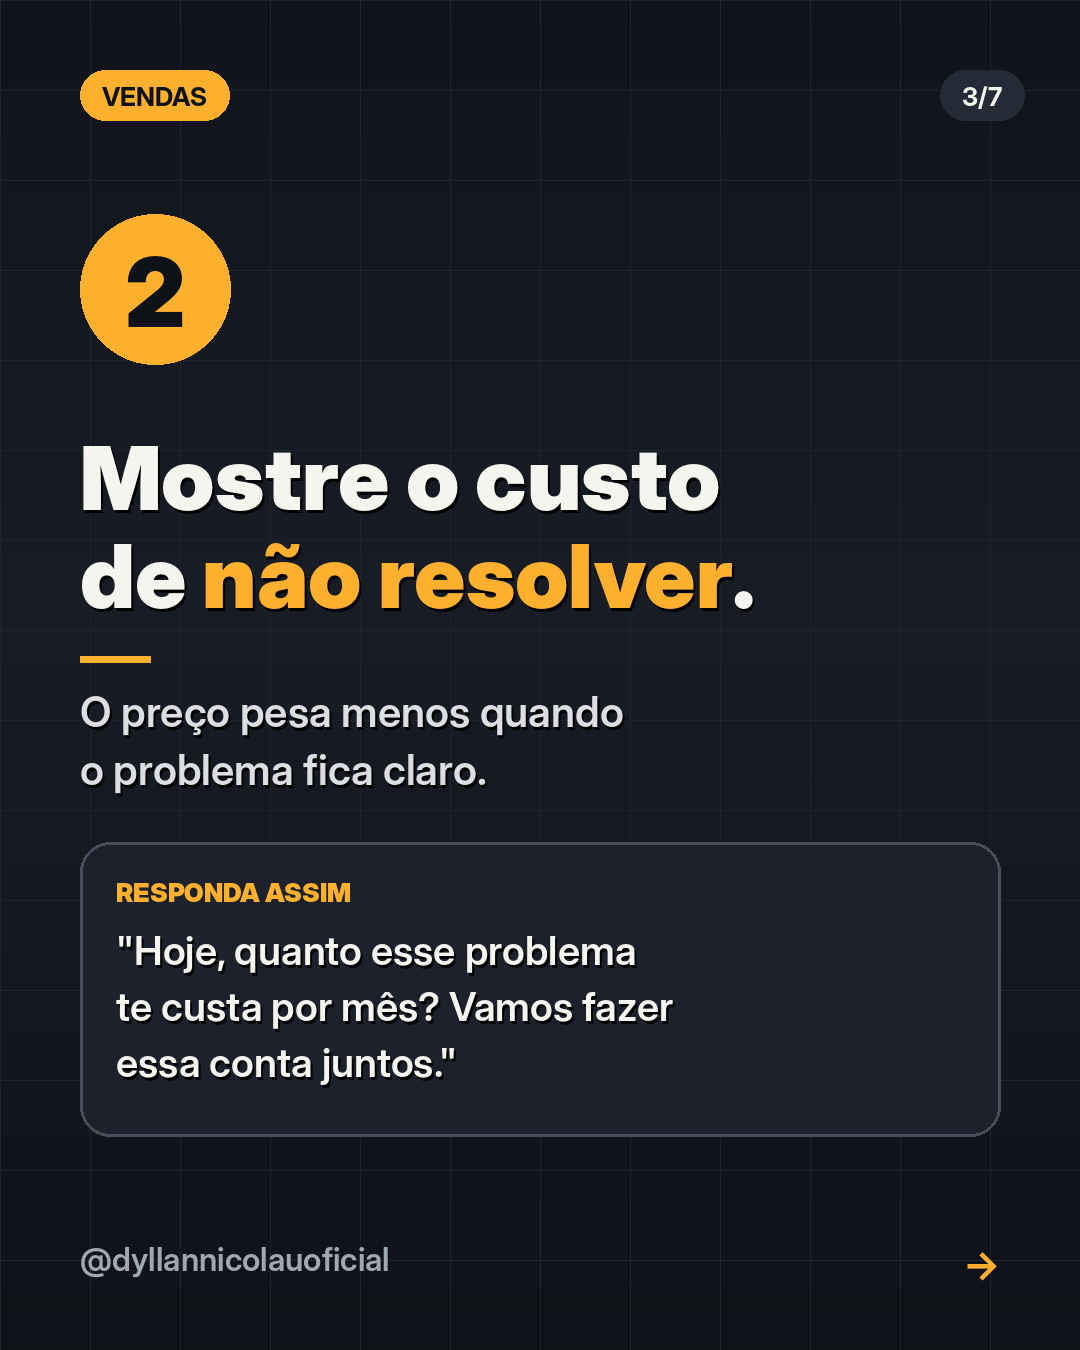 VENDAS
3/7
2
Mostre o custo
de não resolver.
O preço pesa menos quando
o problema fica claro.
RESPONDA ASSIM
"Hoje, quanto esse problema
te custa por mês? Vamos fazer
essa conta juntos."
@dyllannicolauoficial
→